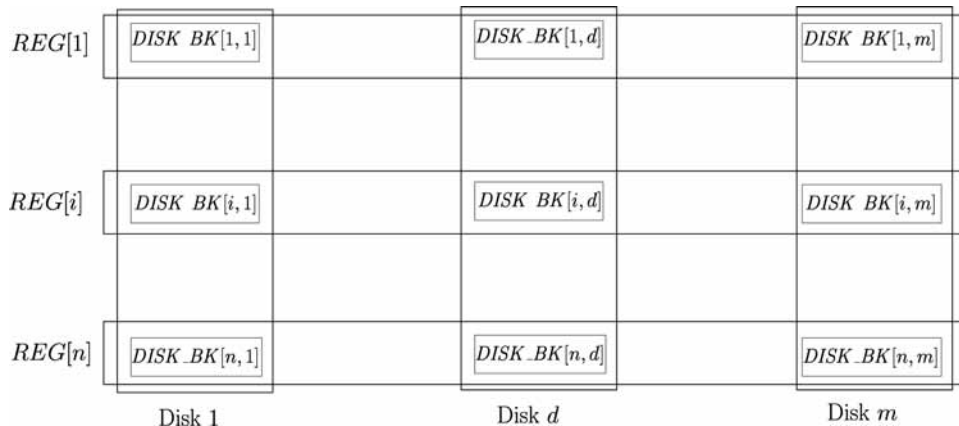 REG[1] DISK BK[1, 1] DISK_BK[1, d] DISK BK[1, m]
REG[i] DISK BK[i, 1] DISK BK[i, d] DISK BK[i, m]
REG[n] DISK_BK[n, 1] DISK_BK[n, d] DISK_BK[n, m]
Disk 1 Disk d Disk m